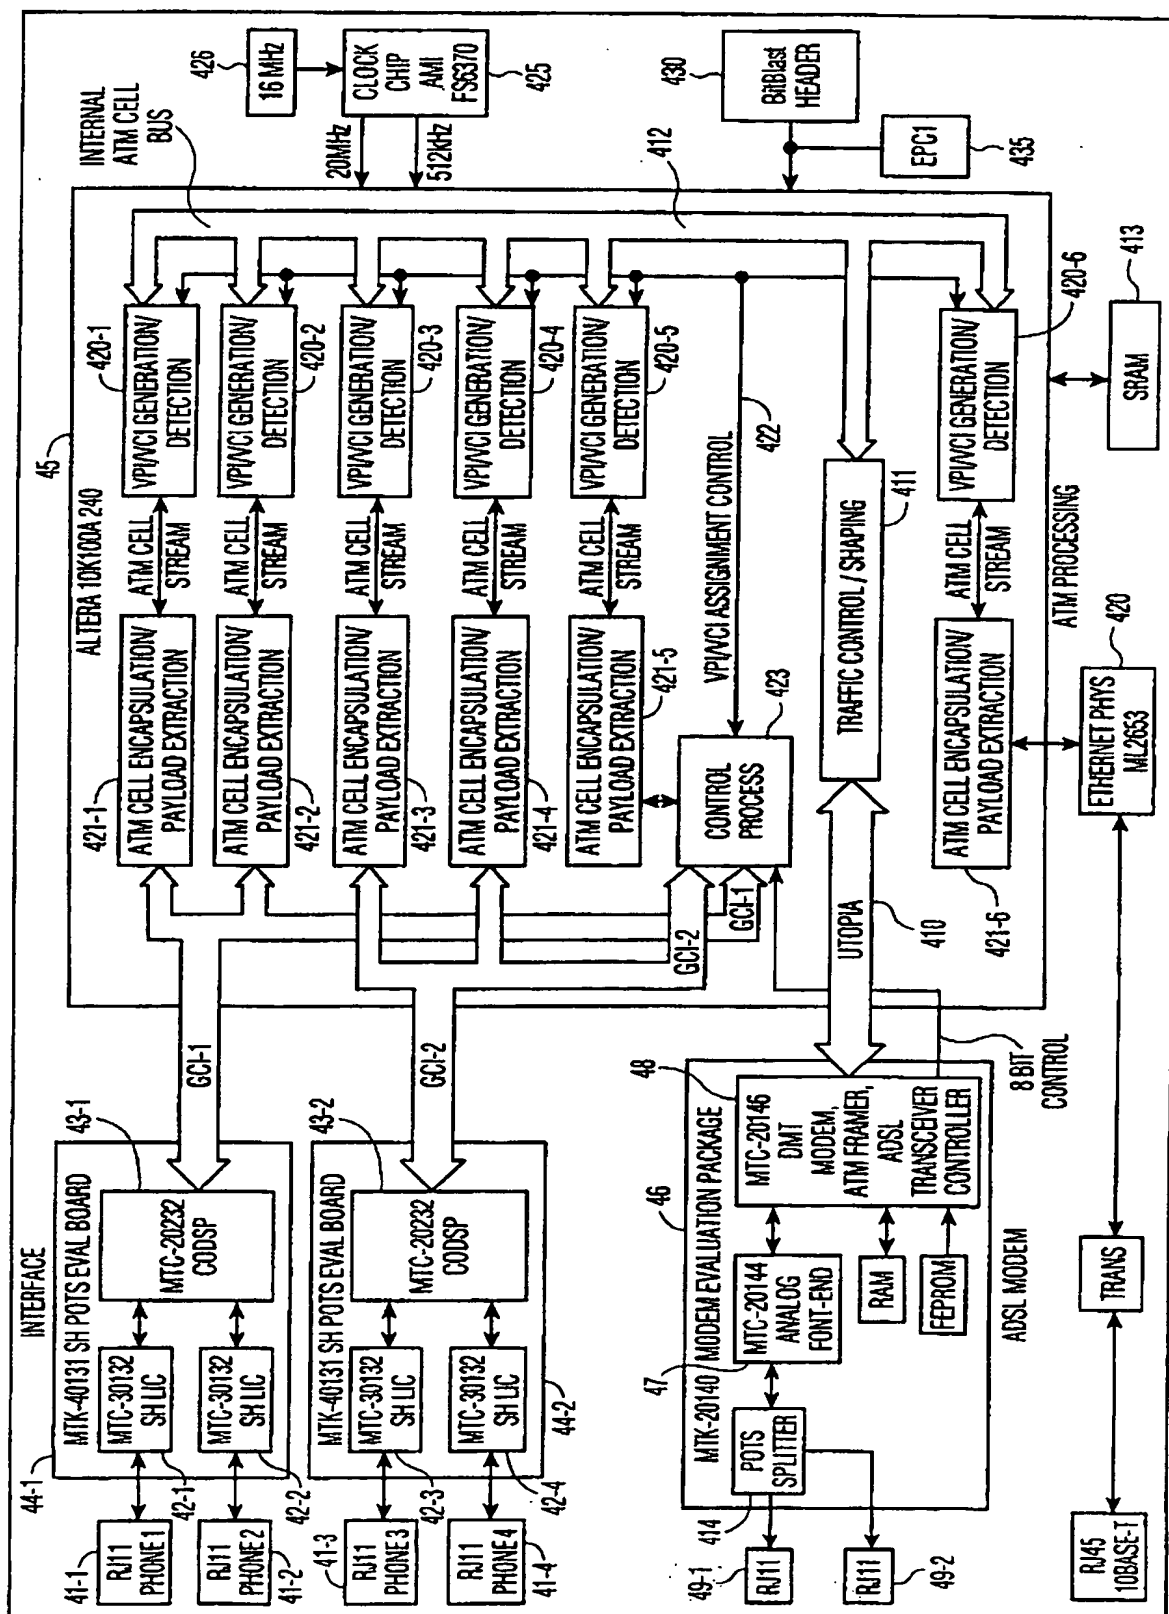 INTERFACE
44-1
MTK-40131 SH POTS EVAL BOARD
41-1
RJ11
PHONE 1
MTC-30132
SH LIC
42-1
RJ11
PHONE2
41-2
MTC-30132
SH LIC
42-2
43-1
MTC-20232
CODSP
GCI-1
MTK-40131 SH POTS EVAL BOARD
41-3
RJ11
PHONE3
MTC-30132
SH LIC
42-3
RJ11
PHONE4
41-4
MTC-30132
SH LIC
42-4
44-2
43-2
MTC-20232
CODSP
GCI-2
45
ALTERA 10K100A 240
INTERNAL
ATM CELL
BUS
426
16 MHz
CLOCK
CHIP
AMI
FS6370
425
20MHz
512kHz
430
BitBlast
HEADER
EPC1
435
412
421-1
ATM CELL ENCAPSULATION/
PAYLOAD EXTRACTION
ATM CELL
STREAM
420-1
VPI/VCI GENERATION/
DETECTION
ATM CELL ENCAPSULATION/
PAYLOAD EXTRACTION
421-2
ATM CELL
STREAM
VPI/VCI GENERATION/
DETECTION
420-2
ATM CELL ENCAPSULATION/
PAYLOAD EXTRACTION
421-3
ATM CELL
STREAM
VPI/VCI GENERATION/
DETECTION
420-3
ATM CELL ENCAPSULATION/
PAYLOAD EXTRACTION
421-4
ATM CELL
STREAM
VPI/VCI GENERATION/
DETECTION
420-4
ATM CELL ENCAPSULATION/
PAYLOAD EXTRACTION
421-5
ATM CELL
STREAM
VPI/VCI GENERATION/
DETECTION
420-5
GCI-2
GCI-1
CONTROL
PROCESS
423
VPI/VCI ASSIGNMENT CONTROL
422
UTOPIA
410
TRAFFIC CONTROL / SHAPING
411
421-6
ATM CELL ENCAPSULATION/
PAYLOAD EXTRACTION
ATM CELL
STREAM
VPI/VCI GENERATION/
DETECTION
420-6
ATM PROCESSING
SRAM
413
46
MTK-20140 MODEM EVALUATION PACKAGE
48
MTC-20146
DMT
MODEM,
ATM FRAMER,
ADSL
TRANSCEIVER
CONTROLLER
47
MTC-20144
ANALOG
FONT-END
RAM
FEPROM
POTS
SPLITTER
414
49-1
RJ11
RJ11
49-2
ADSL MODEM
8 BIT
CONTROL
RJ45
10BASE-T
TRANS
ETHERNET PHYS
ML2653
420